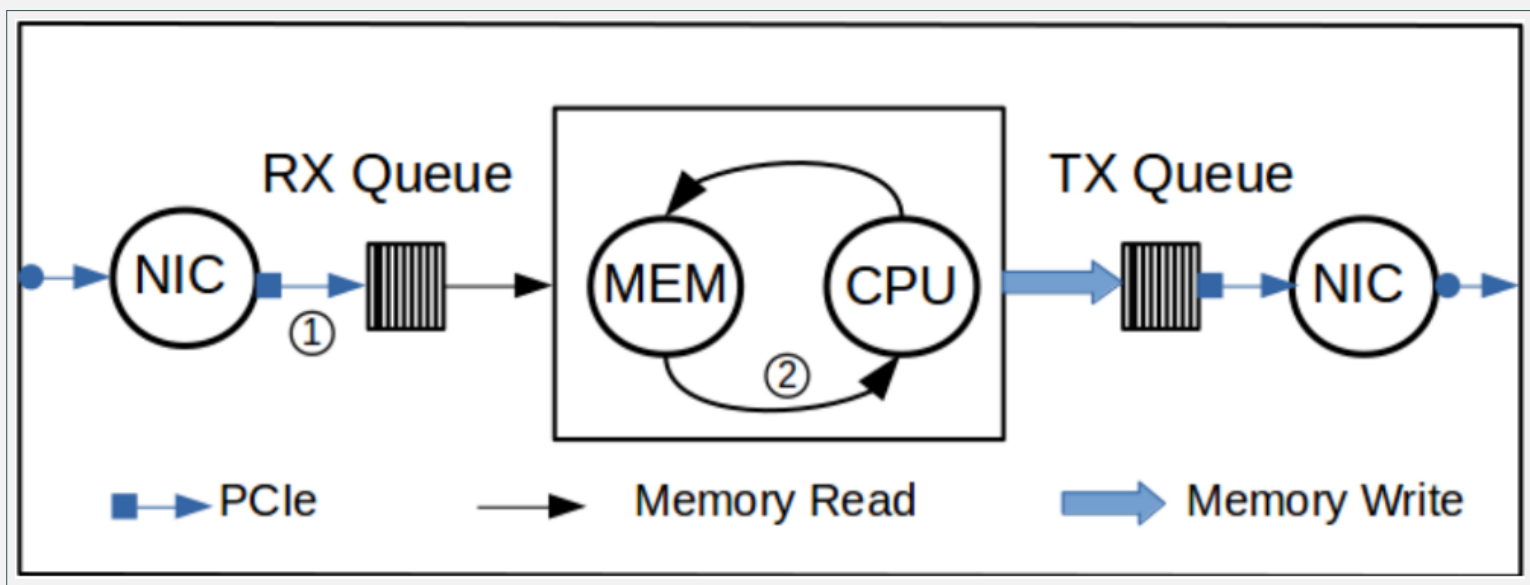 RX Queue
TX Queue
NIC
MEM
CPU
NIC
①
②
PCIe
Memory Read
Memory Write